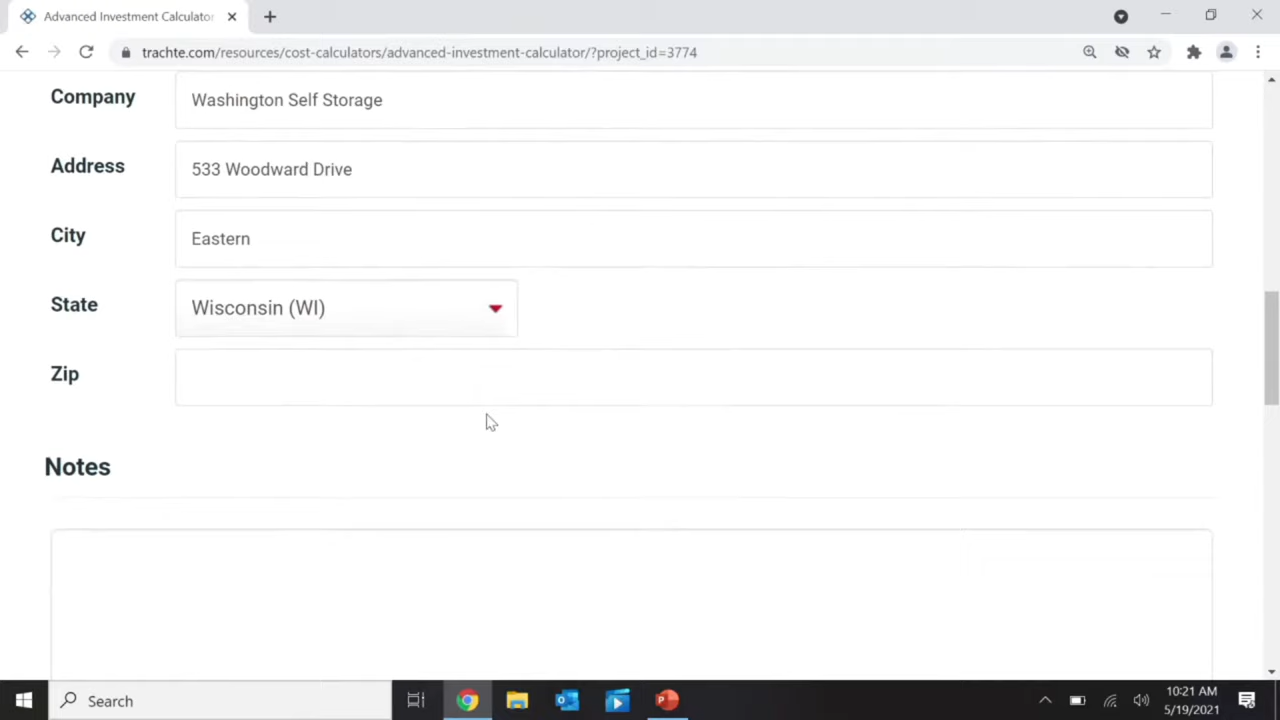 Advanced Investment Calculator
trachte.com/resources/cost-calculators/advanced-investment-calculator/?project_id=3774
Company
Washington Self Storage
Address
533 Woodward Drive
City
Eastern
State
Wisconsin (WI)
Zip
Notes
Search
10:21 AM
5/19/2021